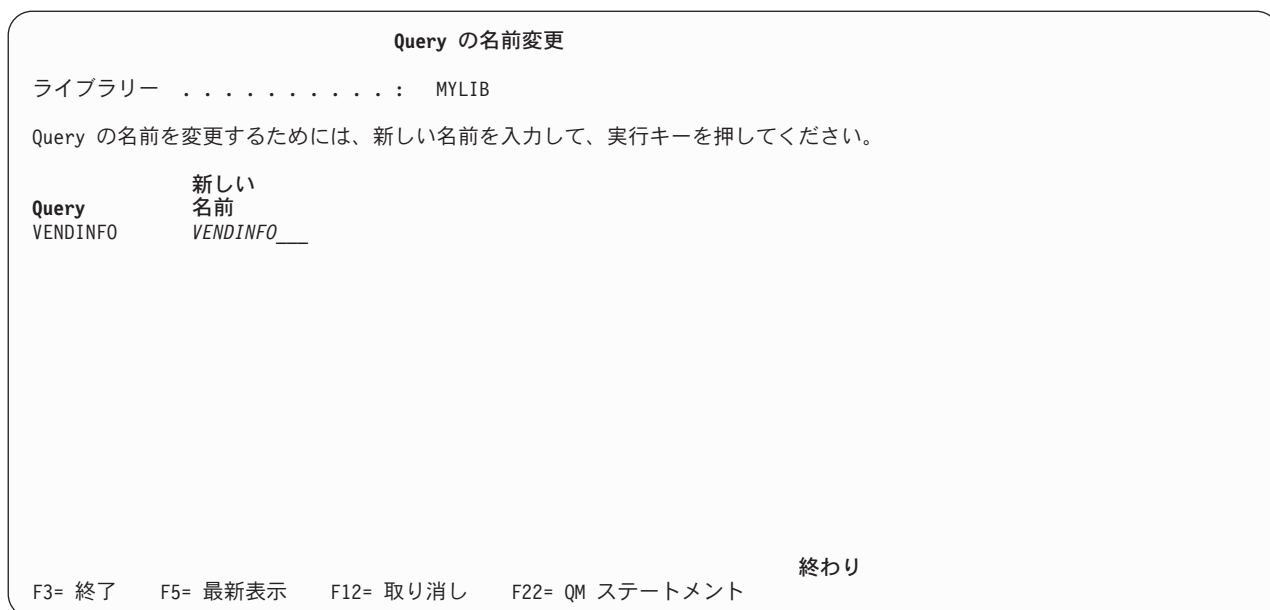 Query の名前変更
ライブラリー . . . . . . . . . . . : MYLIB
Query の名前を変更するためには、新しい名前を入力して、実行キーを押してください。
新しい
Query 名前
VENDINFO VENDINFO___
終わり
F3= 終了 F5= 最新表示 F12= 取り消し F22= QM ステートメント